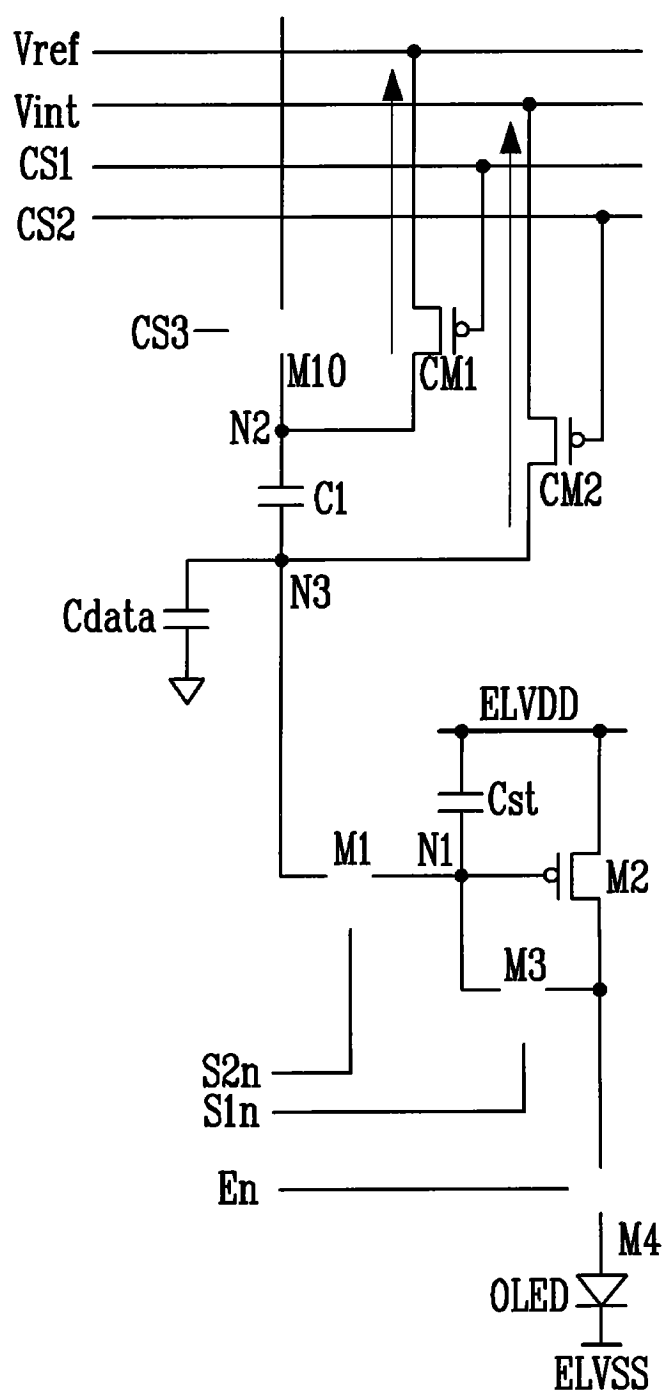 Vref
Vint
CS1
CS2
CS3
M10
CM1
N2
CM2
C1
N3
Cdata
ELVDD
Cst
M1
N1
M2
M3
S2n
S1n
En
M4
OLED
ELVSS